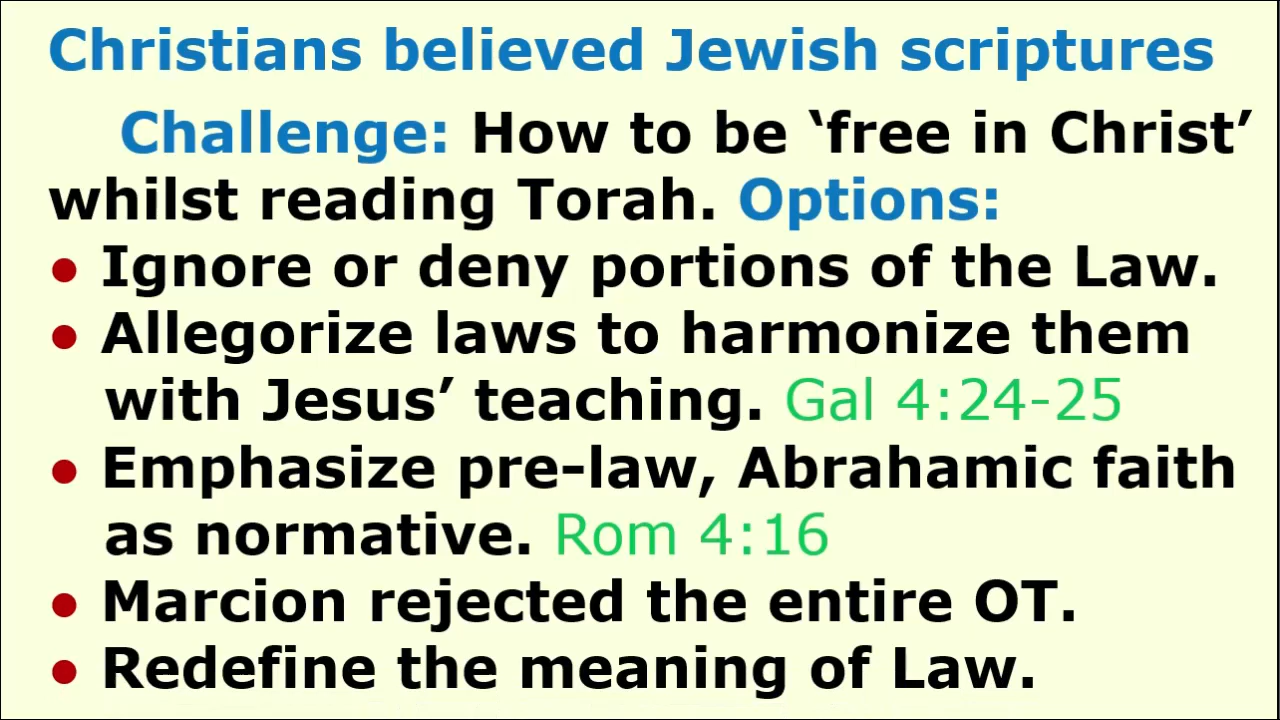 Christians believed Jewish scriptures
Challenge: How to be ‘free in Christ’
whilst reading Torah. Options:
● Ignore or deny portions of the Law.
● Allegorize laws to harmonize them
with Jesus’ teaching. Gal 4:24-25
● Emphasize pre-law, Abrahamic faith
as normative. Rom 4:16
● Marcion rejected the entire OT.
● Redefine the meaning of Law.